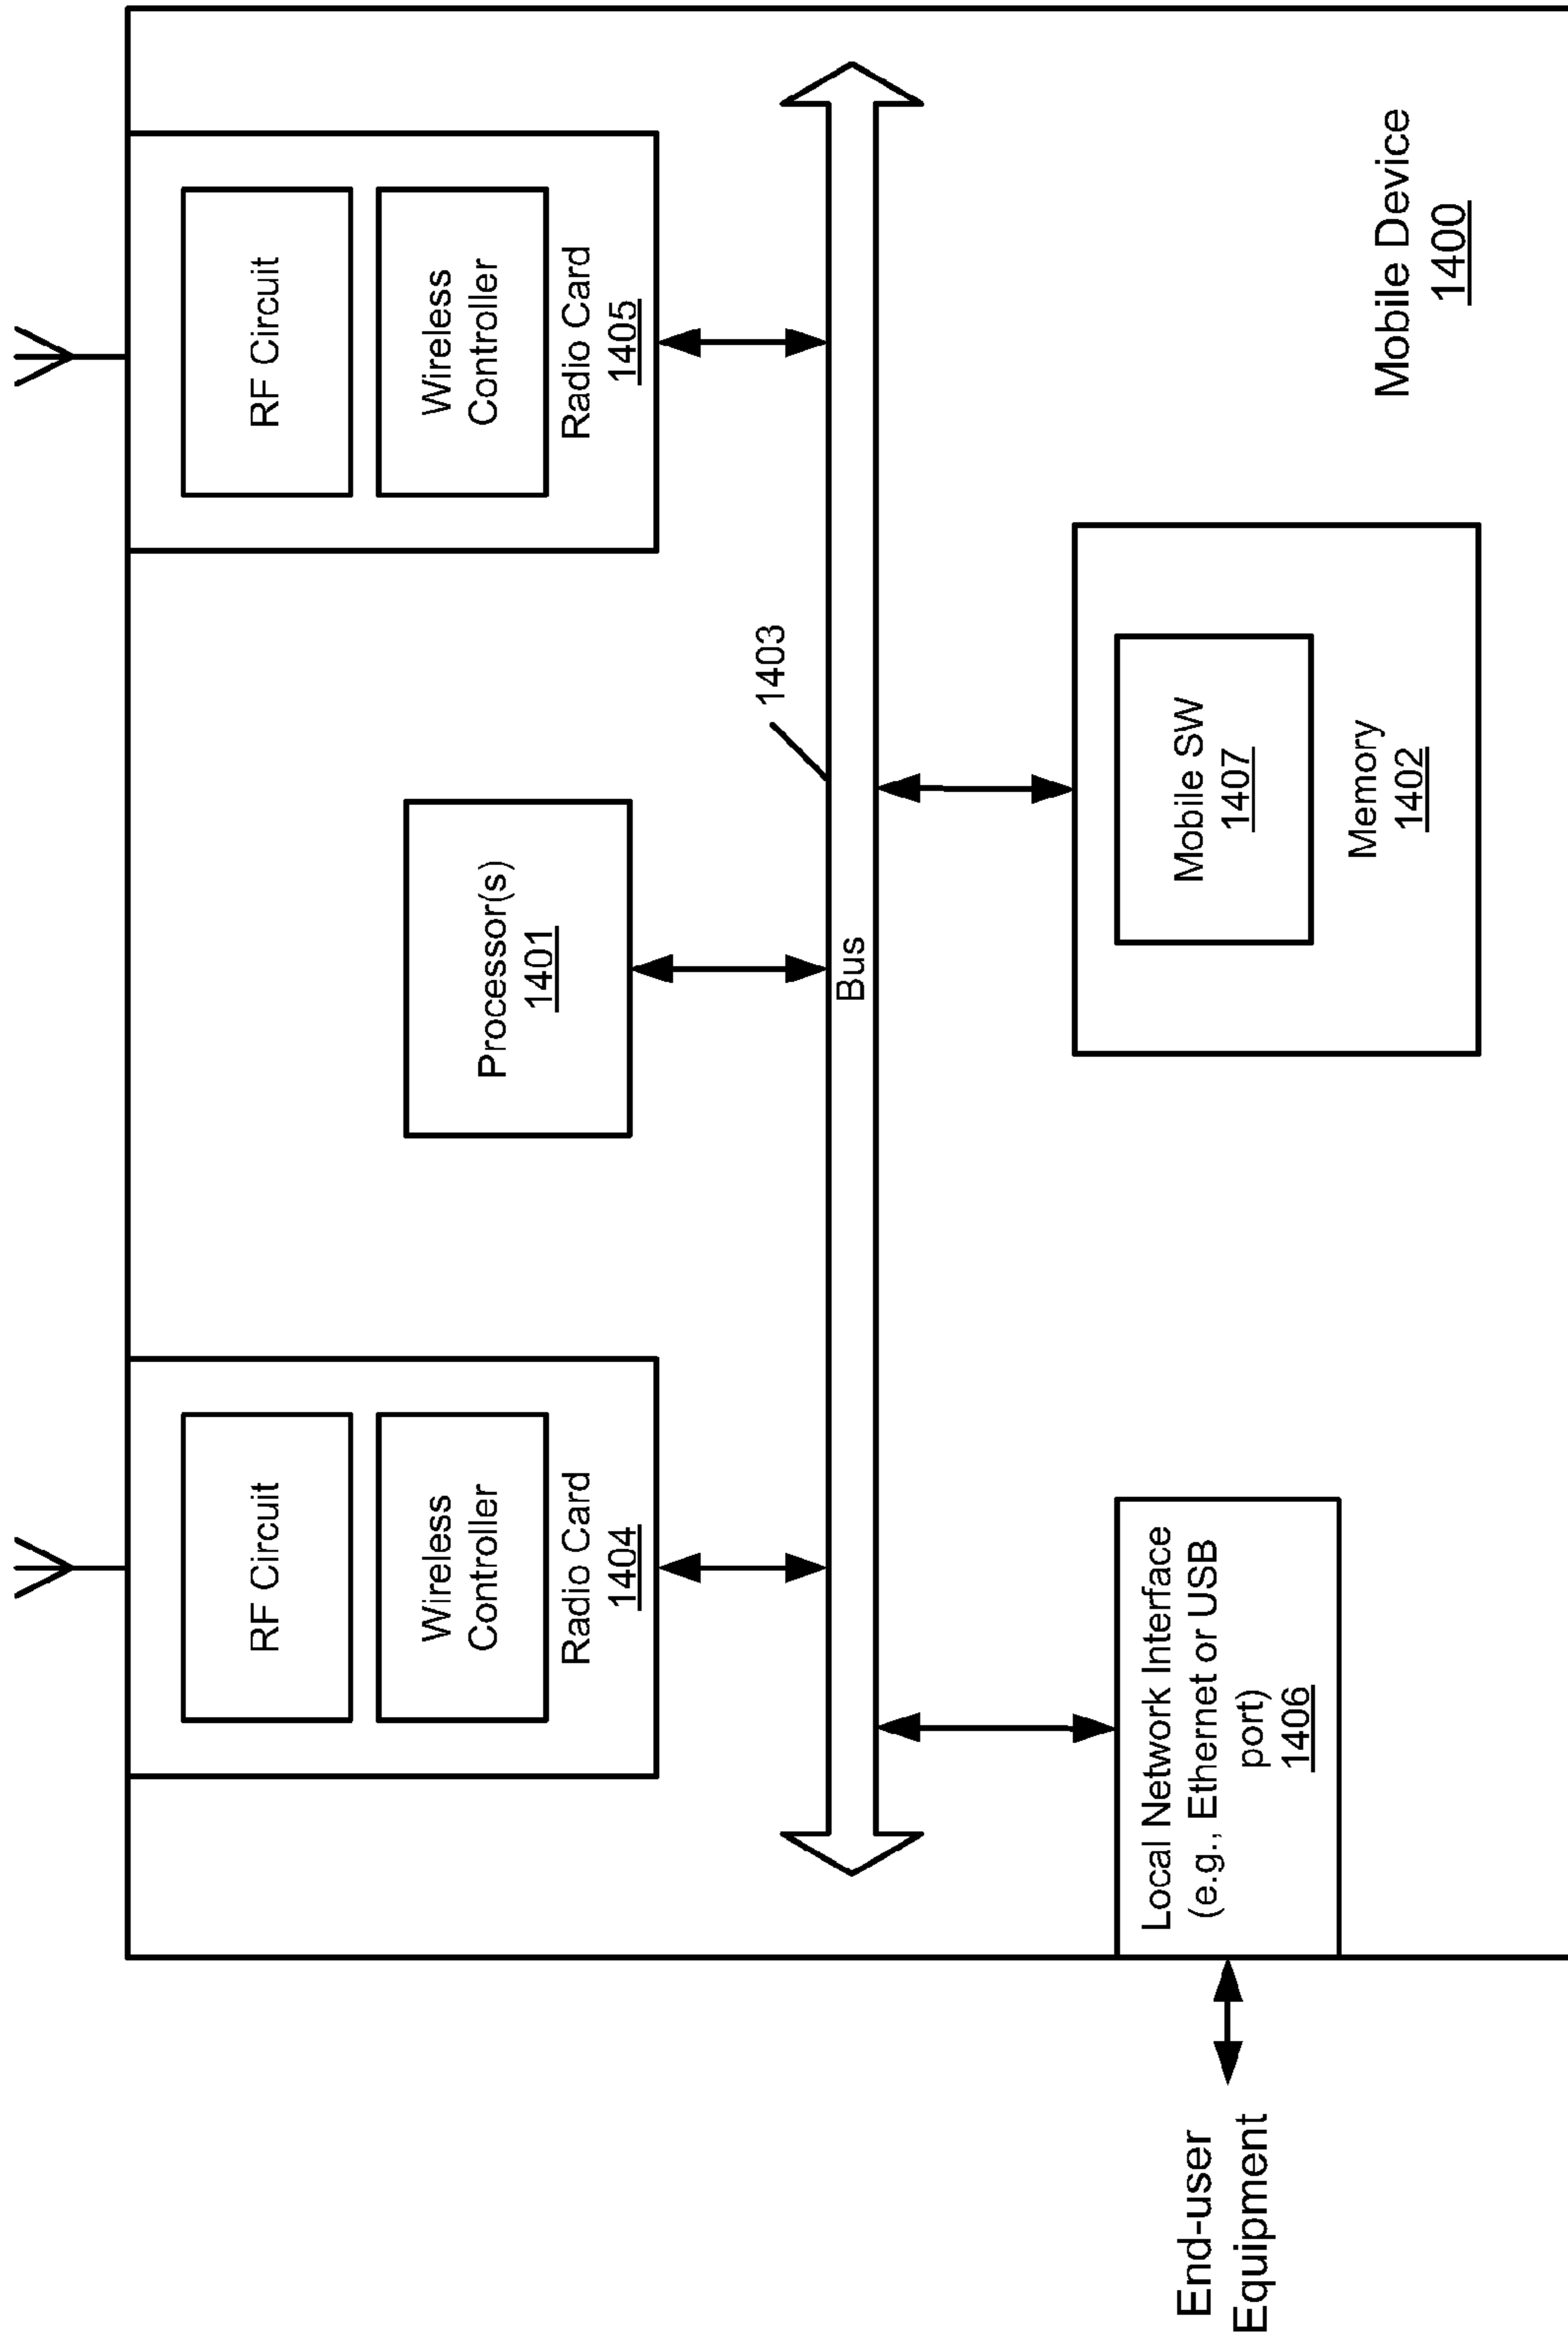 RF Circuit
Wireless
Controller
Radio Card
1404
RF Circuit
Wireless
Controller
Radio Card
1405
Processor(s)
1401
1403
Bus
Local Network Interface
(e.g., Ethernet or USB
port)
1406
Mobile SW
1407
Memory
1402
End-user
Equipment
Mobile Device
1400